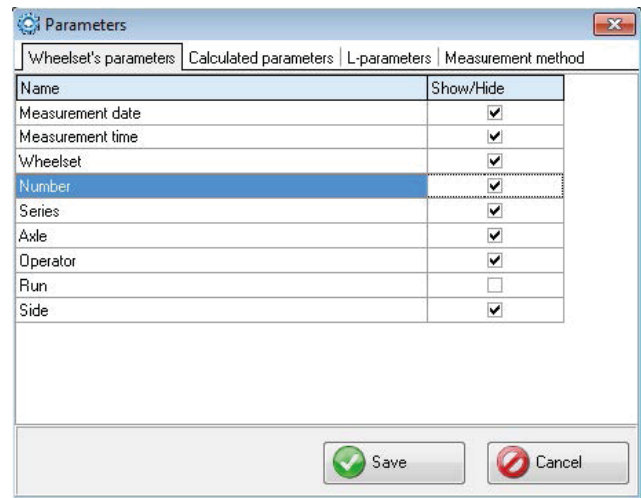 Parameters
Wheelset's parameters Calculated parameters L-parameters Measurement method
Name Show/Hide
Measurement date
Measurement time
Wheelset
Number
Series
Axle
Operator
Run
Side
Save Cancel